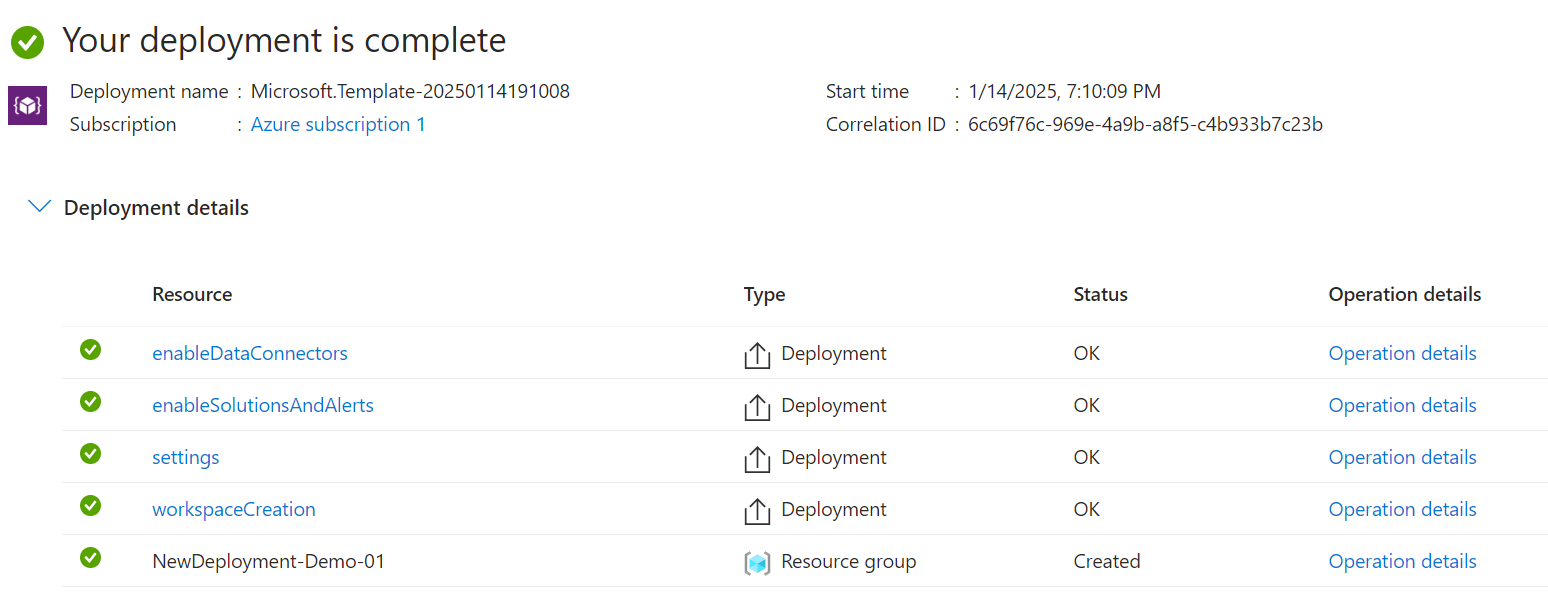 Your deployment is complete
Deployment name : Microsoft.Template-20250114191008
Subscription : Azure subscription 1
Start time : 1/14/2025, 7:10:09 PM
Correlation ID : 6c69f76c-969e-4a9b-a8f5-c4b933b7c23b
Deployment details
Resource Type Status Operation details
enableDataConnectors Deployment OK Operation details
enableSolutionsAndAlerts Deployment OK Operation details
settings Deployment OK Operation details
workspaceCreation Deployment OK Operation details
NewDeployment-Demo-01 Resource group Created Operation details